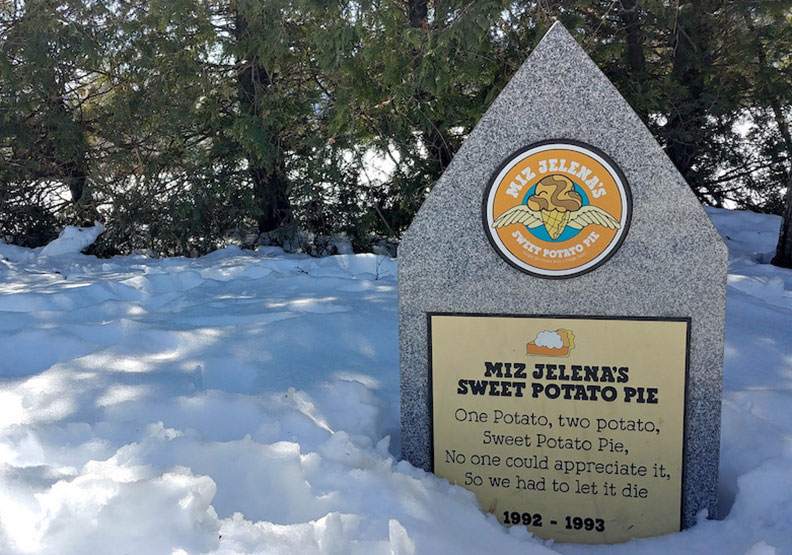 MIZ JELENA'S
SWEET POTATO PIE
MIZ JELENA'S
SWEET POTATO PIE
One Potato, two potato,
Sweet Potato Pie,
No one could appreciate it,
So we had to let it die
1992 - 1993